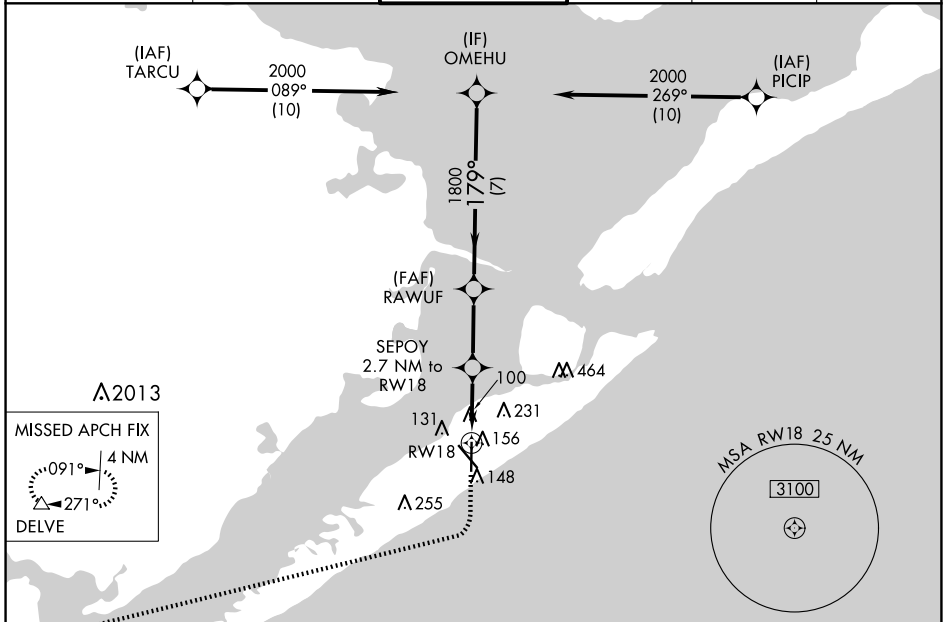 (IAF)
TARCU
2000
089°
(10)
(IF)
OMEHU
2000
269°
(10)
(IAF)
PICIP
1800
179°
(7)
(FAF)
RAWUF
SEPOY
2.7 NM to
RW18
100
464
231
131
156
RW18
148
255
2013
MISSED APCH FIX
4 NM
091°
271°
DELVE
MSA RW18 25 NM
3100